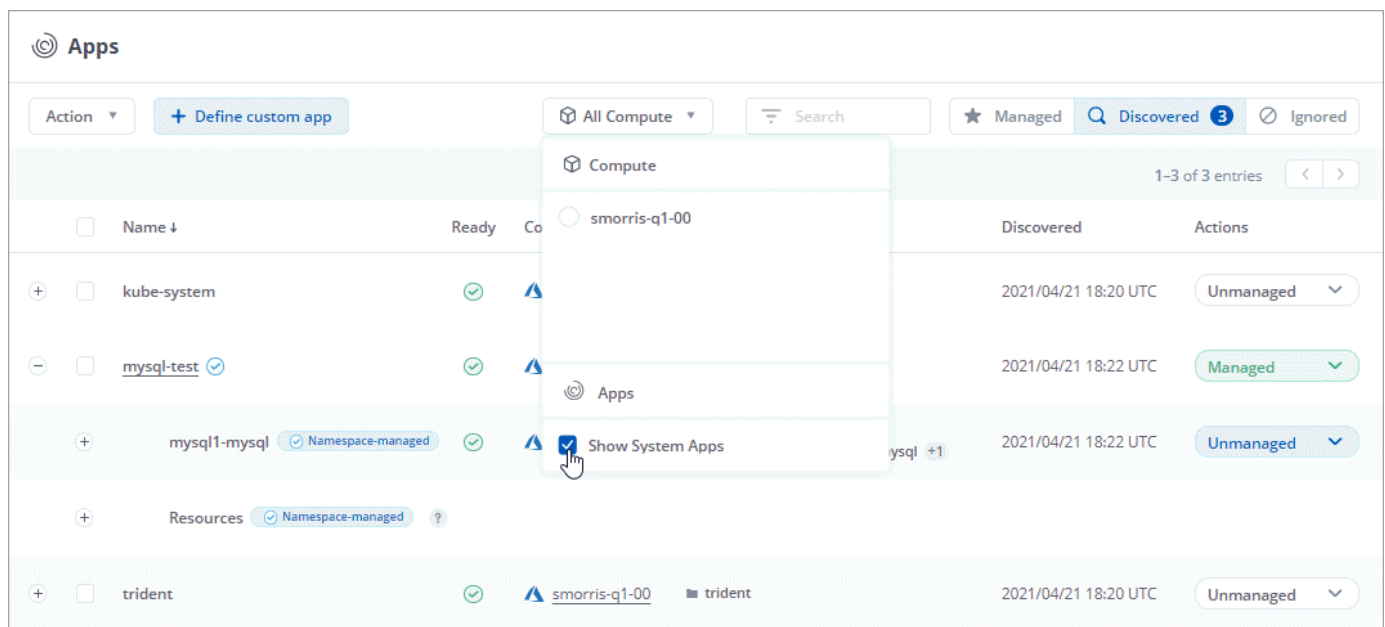 Apps
Action
+ Define custom app
All Compute
Search
Managed
Discovered 3
Ignored
Compute
1–3 of 3 entries
smorris-q1-00
Name ↓ Ready Co Discovered Actions
kube-system 2021/04/21 18:20 UTC Unmanaged
mysql-test 2021/04/21 18:22 UTC Managed
Apps
mysql1-mysql Namespace-managed ysql +1 2021/04/21 18:22 UTC Unmanaged
Show System Apps
Resources Namespace-managed ?
trident smorris-q1-00 trident 2021/04/21 18:20 UTC Unmanaged